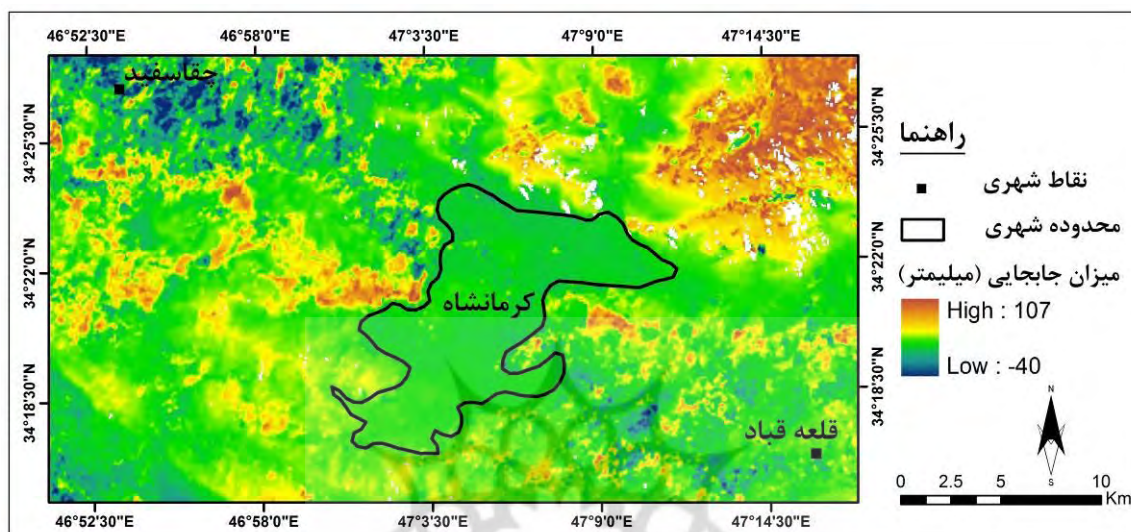 46°52'30"E 46°58'0"E 47°3'30"E 47°9'0"E 47°14'30"E
چقاسفید
کرمانشاه
قلعه قباد
34°25'30"N 34°25'30"N
34°22'0"N 34°22'0"N
34°18'30"N 34°18'30"N
46°52'30"E 46°58'0"E 47°3'30"E 47°9'0"E 47°14'30"E
راهنما
نقاط شهری
محدوده شهری
میزان جابجایی (میلیمتر)
High : 107
Low : -40
N
S
0 2.5 5 10
Km